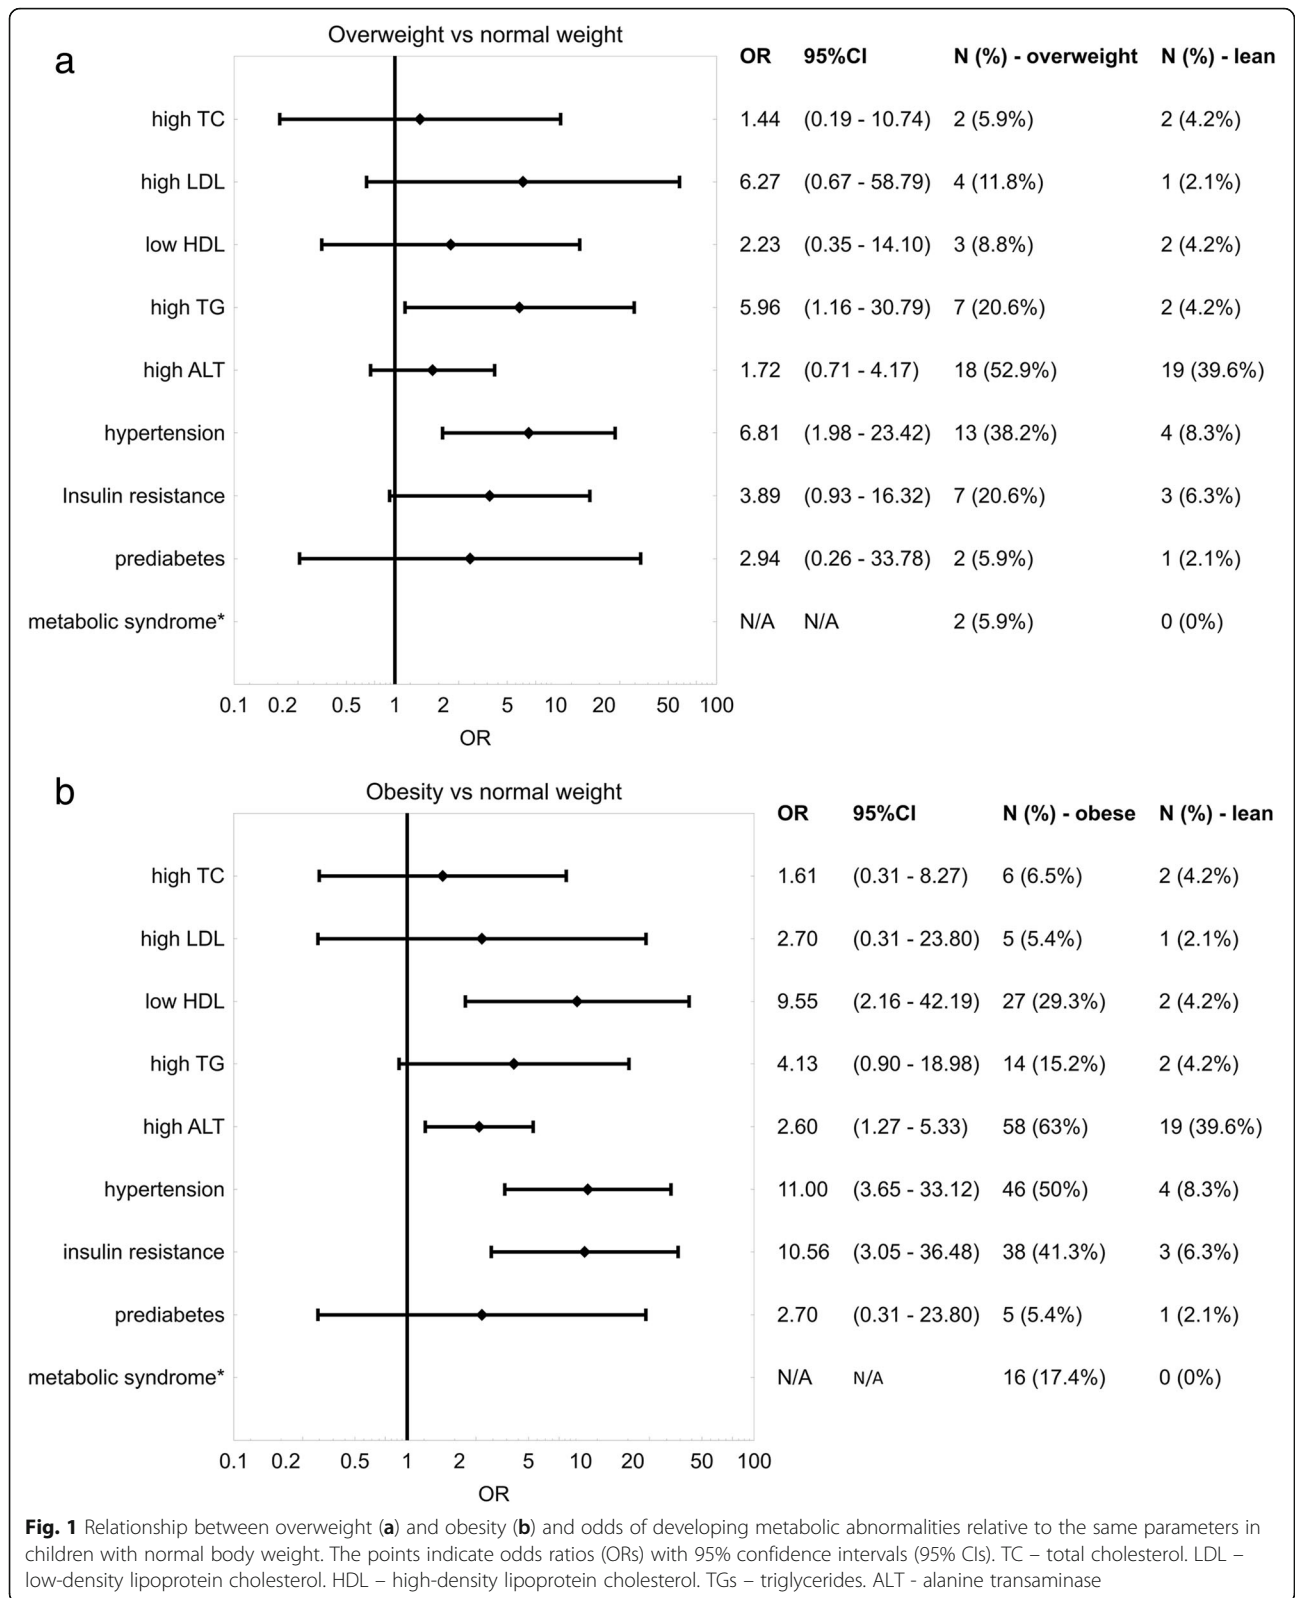 a
Overweight vs normal weight
OR 95%CI N (%) - overweight N (%) - lean
high TC 1.44 (0.19 - 10.74) 2 (5.9%) 2 (4.2%)
high LDL 6.27 (0.67 - 58.79) 4 (11.8%) 1 (2.1%)
low HDL 2.23 (0.35 - 14.10) 3 (8.8%) 2 (4.2%)
high TG 5.96 (1.16 - 30.79) 7 (20.6%) 2 (4.2%)
high ALT 1.72 (0.71 - 4.17) 18 (52.9%) 19 (39.6%)
hypertension 6.81 (1.98 - 23.42) 13 (38.2%) 4 (8.3%)
Insulin resistance 3.89 (0.93 - 16.32) 7 (20.6%) 3 (6.3%)
prediabetes 2.94 (0.26 - 33.78) 2 (5.9%) 1 (2.1%)
metabolic syndrome* N/A N/A 2 (5.9%) 0 (0%)
0.1 0.2 0.5 1 2 5 10 20 50 100
OR
b
Obesity vs normal weight
OR 95%CI N (%) - obese N (%) - lean
high TC 1.61 (0.31 - 8.27) 6 (6.5%) 2 (4.2%)
high LDL 2.70 (0.31 - 23.80) 5 (5.4%) 1 (2.1%)
low HDL 9.55 (2.16 - 42.19) 27 (29.3%) 2 (4.2%)
high TG 4.13 (0.90 - 18.98) 14 (15.2%) 2 (4.2%)
high ALT 2.60 (1.27 - 5.33) 58 (63%) 19 (39.6%)
hypertension 11.00 (3.65 - 33.12) 46 (50%) 4 (8.3%)
insulin resistance 10.56 (3.05 - 36.48) 38 (41.3%) 3 (6.3%)
prediabetes 2.70 (0.31 - 23.80) 5 (5.4%) 1 (2.1%)
metabolic syndrome* N/A N/A 16 (17.4%) 0 (0%)
0.1 0.2 0.5 1 2 5 10 20 50 100
OR
Fig. 1 Relationship between overweight (a) and obesity (b) and odds of developing metabolic abnormalities relative to the same parameters in
children with normal body weight. The points indicate odds ratios (ORs) with 95% confidence intervals (95% CIs). TC – total cholesterol. LDL –
low-density lipoprotein cholesterol. HDL – high-density lipoprotein cholesterol. TGs – triglycerides. ALT - alanine transaminase